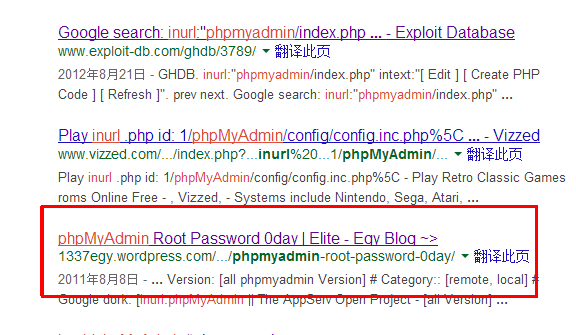 Google search: inurl:"phpmyadmin/index.php ... - Exploit Database
www.exploit-db.com/ghdb/3789/ 翻译此页
2012年8月21日 - GHDB. inurl:"phpmyadmin/index.php" intext:"[ Edit ] [ Create PHP
Code ] [ Refresh ]". prev next. Google search: inurl:"phpmyadmin/index.php" ...
Play inurl .php id: 1/phpMyAdmin/config/config.inc.php%5C ... - Vizzed
www.vizzed.com/.../index.php?...inurl%20...1/phpMyAdmin/... 翻译此页
Play inurl .php id: 1/phpMyAdmin/config/config.inc.php%5C - Play Retro Classic Games
roms Online Free - , Vizzed, - Systems include Nintendo, Sega, Atari, ...
phpMyAdmin Root Password 0day | Elite - Egy Blog ~>
1337egy.wordpress.com/.../phpmyadmin-root-password-0day/ 翻译此页
2011年8月8日 - ... Version: [all phpmyadmin Version] # Category:: [remote, local] #
Google dork: [inurl:phpMyAdmin || The AppServ Open Project - [all Version] ...